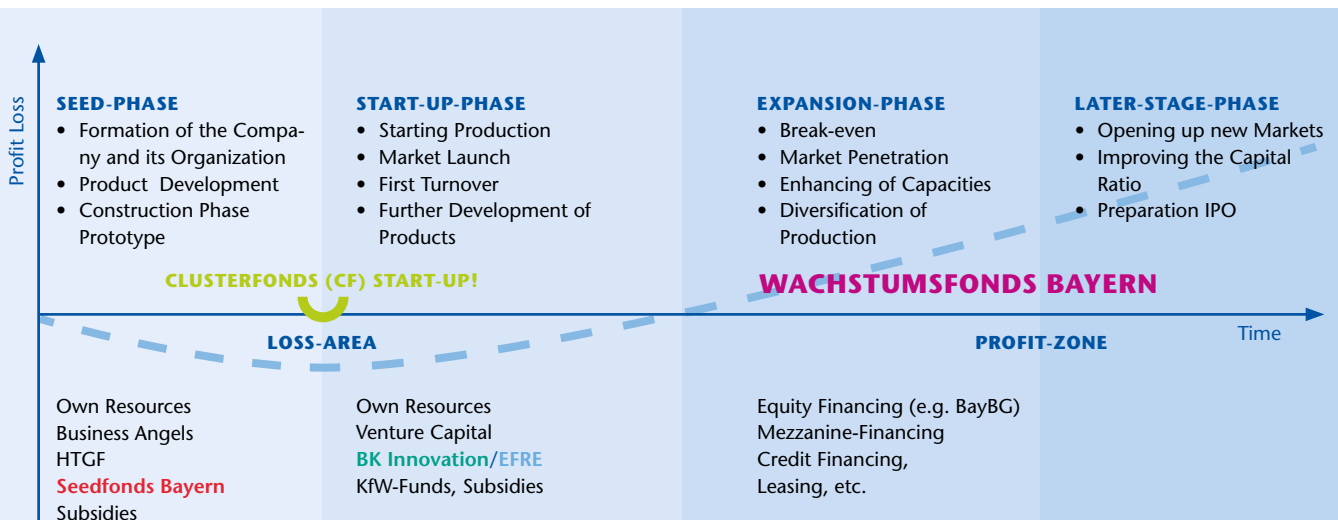 Profit Loss
SEED-PHASE
• Formation of the Compa-
ny and its Organization
• Product Development
• Construction Phase
Prototype
START-UP-PHASE
• Starting Production
• Market Launch
• First Turnover
• Further Development of
Products
EXPANSION-PHASE
• Break-even
• Market Penetration
• Enhancing of Capacities
• Diversification of
Production
LATER-STAGE-PHASE
• Opening up new Markets
• Improving the Capital
Ratio
• Preparation IPO
CLUSTERFONDS (CF) START-UP!
WACHSTUMSFONDS BAYERN
LOSS-AREA
PROFIT-ZONE
Time
Own Resources
Business Angels
HTGF
Seedfonds Bayern
Subsidies
Own Resources
Venture Capital
BK Innovation/EFRE
KfW-Funds, Subsidies
Equity Financing (e.g. BayBG)
Mezzanine-Financing
Credit Financing,
Leasing, etc.